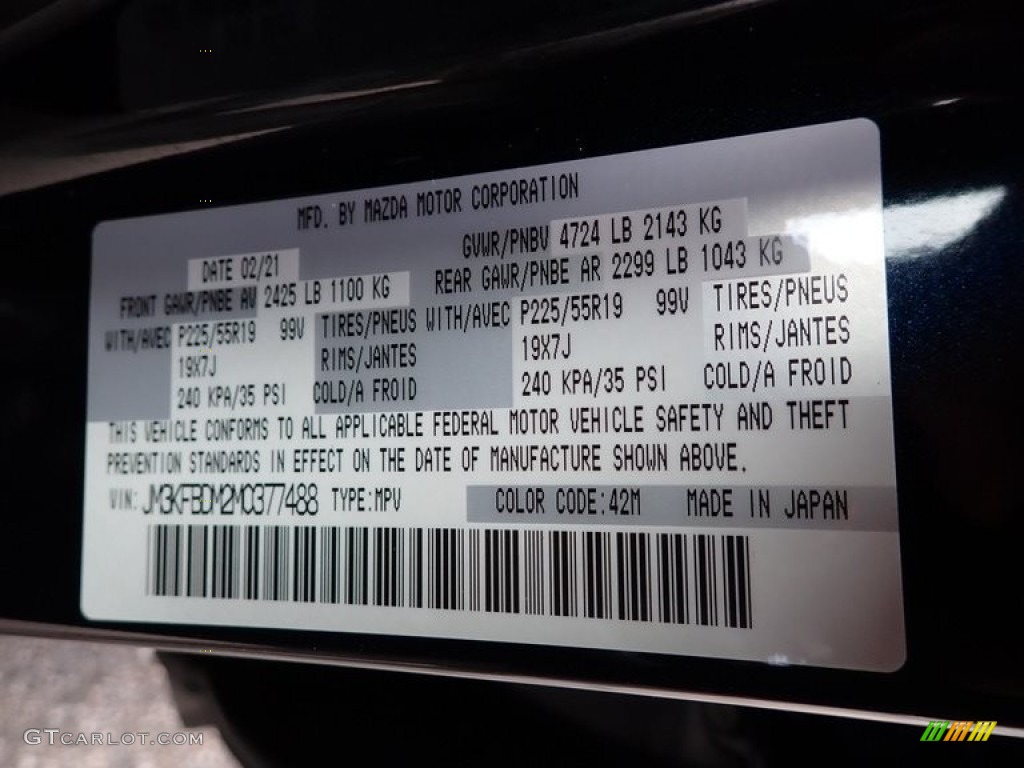 MFD. BY MAZDA MOTOR CORPORATION
DATE 02/21 GVWR/PNBV 4724 LB 2143 KG
FRONT GAWR/PNBE AV 2425 LB 1100 KG REAR GAWR/PNBE AR 2299 LB 1043 KG
WITH/AVEC P225/55R19 99V TIRES/PNEUS WITH/AVEC P225/55R19 99V TIRES/PNEUS
19X7J RIMS/JANTES 19X7J RIMS/JANTES
240 KPA/35 PSI COLD/A FROID 240 KPA/35 PSI COLD/A FROID
THIS VEHICLE CONFORMS TO ALL APPLICABLE FEDERAL MOTOR VEHICLE SAFETY AND THEFT
PREVENTION STANDARDS IN EFFECT ON THE DATE OF MANUFACTURE SHOWN ABOVE.
VIN: JM3KFBDM2M0377488 TYPE:MPV COLOR CODE:42M MADE IN JAPAN
GTCARLOT.COM